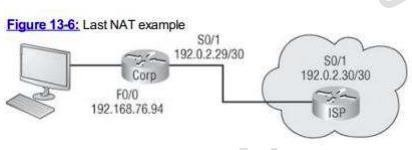 Figure 13-6: Last NAT example
S0/1
192.0.2.29/30
Corp
F0/0
192.168.76.94
S0/1
192.0.2.30/30
ISP